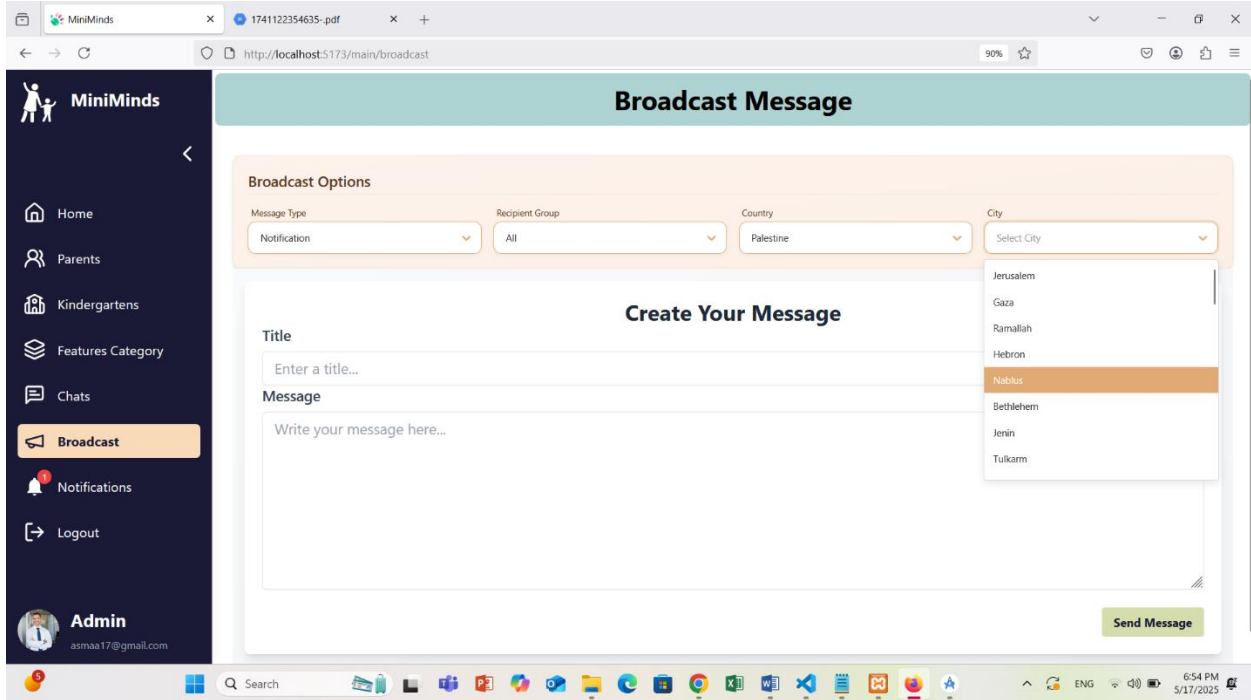 MiniMinds
1741122354635-.pdf
http://localhost:5173/main/broadcast
90%
MiniMinds
Broadcast Message
Broadcast Options
Message Type
Recipient Group
Country
City
Notification
All
Palestine
Select City
Home
Parents
Kindergartens
Features Category
Chats
Broadcast
1
Notifications
Logout
Jerusalem
Gaza
Ramallah
Hebron
Nablus
Bethlehem
Jenin
Tulkarm
Create Your Message
Title
Enter a title...
Message
Write your message here...
Send Message
Admin
asmaa17@gmail.com
5
Search
ENG
6:54 PM
5/17/2025